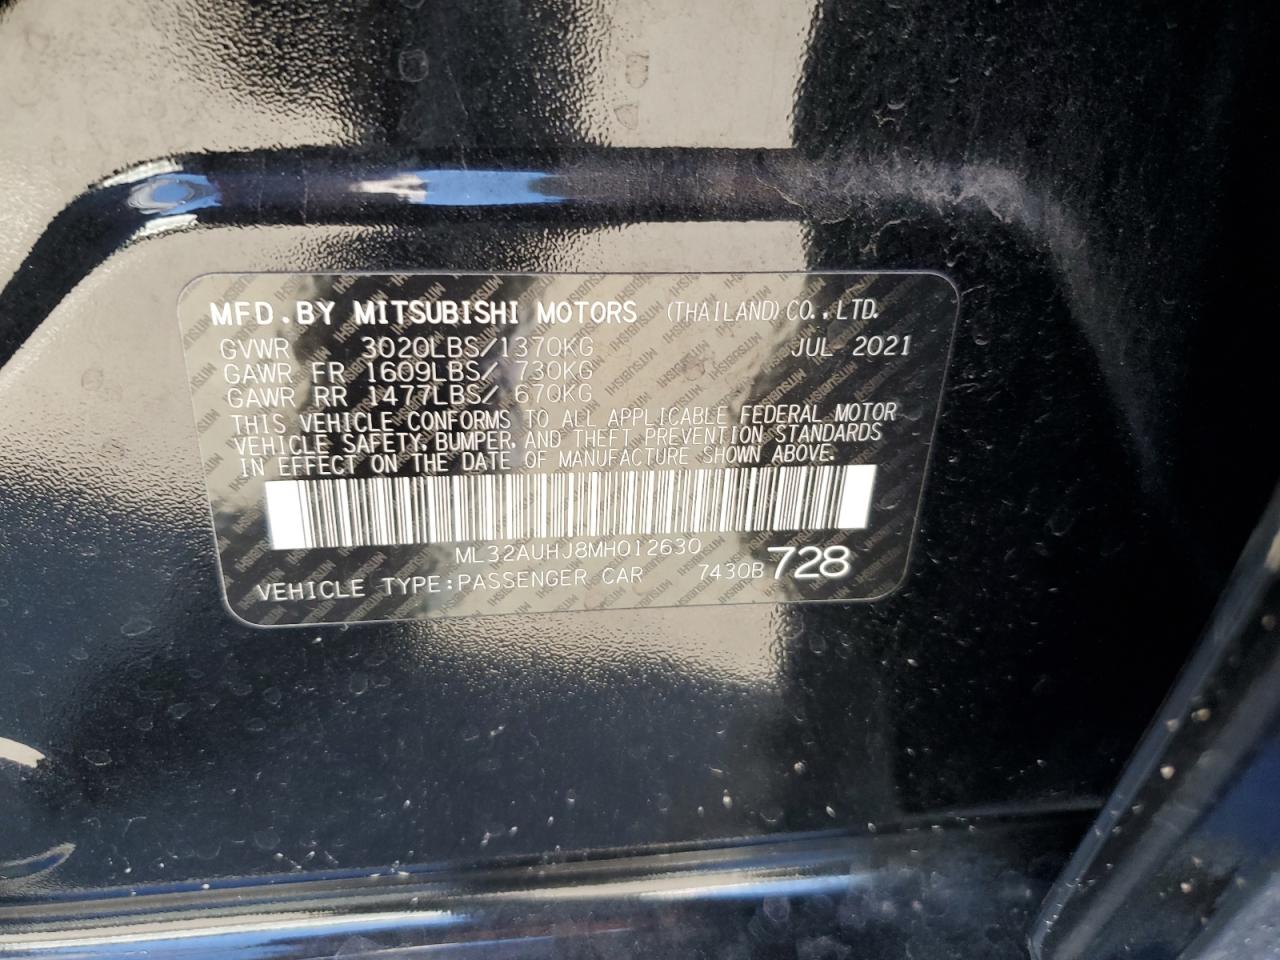 MFD.BY MITSUBISHI MOTORS (THAILAND)CO.,LTD.
GVWR 3020LBS/1370KG JUL 2021
GAWR FR 1609LBS/ 730KG
GAWR RR 1477LBS/ 670KG
THIS VEHICLE CONFORMS TO ALL APPLICABLE FEDERAL MOTOR
VEHICLE SAFETY, BUMPER, AND THEFT PREVENTION STANDARDS
IN EFFECT ON THE DATE OF MANUFACTURE SHOWN ABOVE.
ML32AUHJ8MH012630
VEHICLE TYPE:PASSENGER CAR 7430B 728